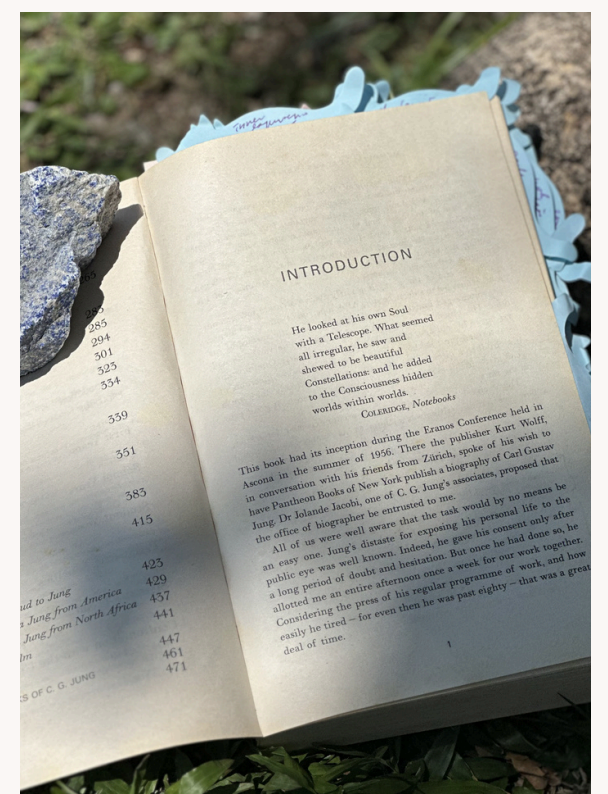 285
285
294
301
323
334
339
351
383
415
423
ud to Jung 429
Jung from America 437
Jung from North Africa 441
447
461
S OF C. G. JUNG 471
INTRODUCTION
He looked at his own Soul
with a Telescope. What seemed
all irregular, he saw and
shewed to be beautiful
Constellations: and he added
to the Consciousness hidden
worlds within worlds.
COLERIDGE, Notebooks
This book had its inception during the Eranos Conference held in
Ascona in the summer of 1956. There the publisher Kurt Wolff,
in conversation with his friends from Zürich, spoke of his wish to
have Pantheon Books of New York publish a biography of Carl Gustav
Jung. Dr Jolande Jacobi, one of C. G. Jung's associates, proposed that
the office of biographer be entrusted to me.
All of us were well aware that the task would by no means be
an easy one. Jung's distaste for exposing his personal life to the
public eye was well known. Indeed, he gave his consent only after
a long period of doubt and hesitation. But once he had done so, he
allotted me an entire afternoon once a week for our work together.
Considering the press of his regular programme of work, and how
easily he tired – for even then he was past eighty – that was a great
deal of time.